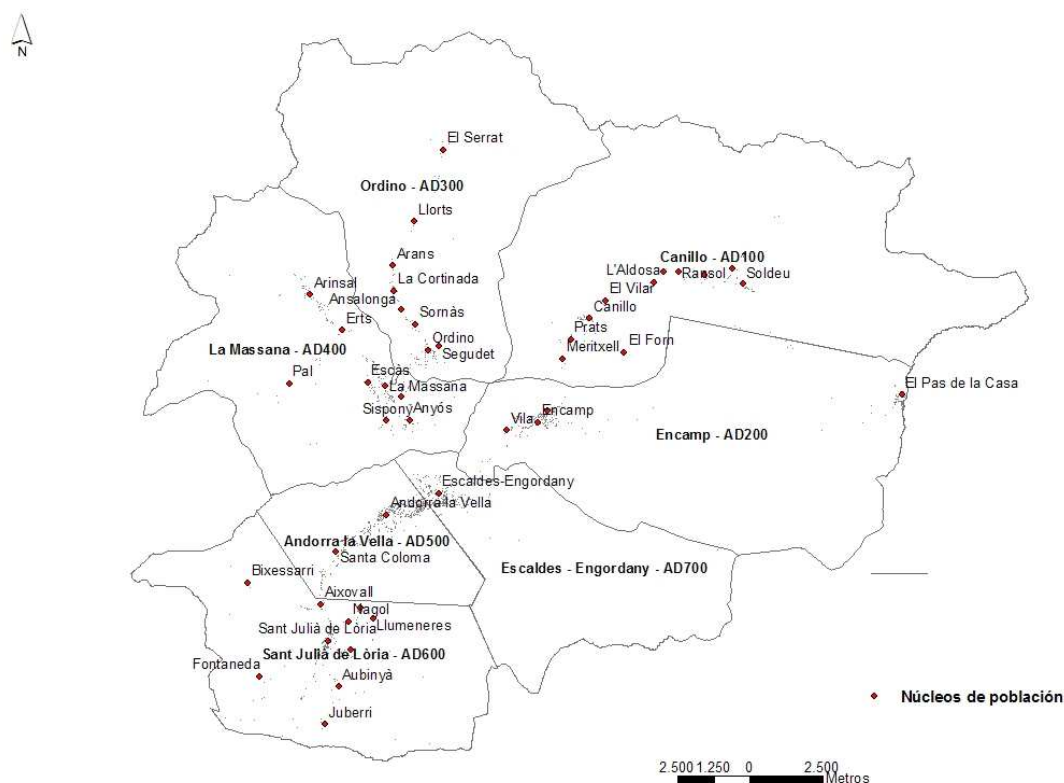 N
El Serrat
Ordino - AD300
Llorts
Arans
Canillo - AD100
L'Aldosa
Ransol
Soldeu
La Cortinada
Arinsal
Ansalonga
El Vilar
Canillo
Sornàs
Erts
Prats
Ordino
El Forn
La Massana - AD400
Segudet
Meritxell
Escàs
Pal
La Massana
El Pas de la Casa
Sispony
Anyós
Encamp
Vila
Encamp - AD200
Escaldes-Engordany
Andorra la Vella
Andorra la Vella - AD500
Santa Coloma
Bixessarri
Escaldes - Engordany - AD700
Aixovall
Nagol
Llumeneres
Sant Julià de Lòria
Sant Julià de Lòria - AD600
Fontaneda
Aubinyà
Núcleos de población
Juberri
2.500 1.250 0 2.500
Metros